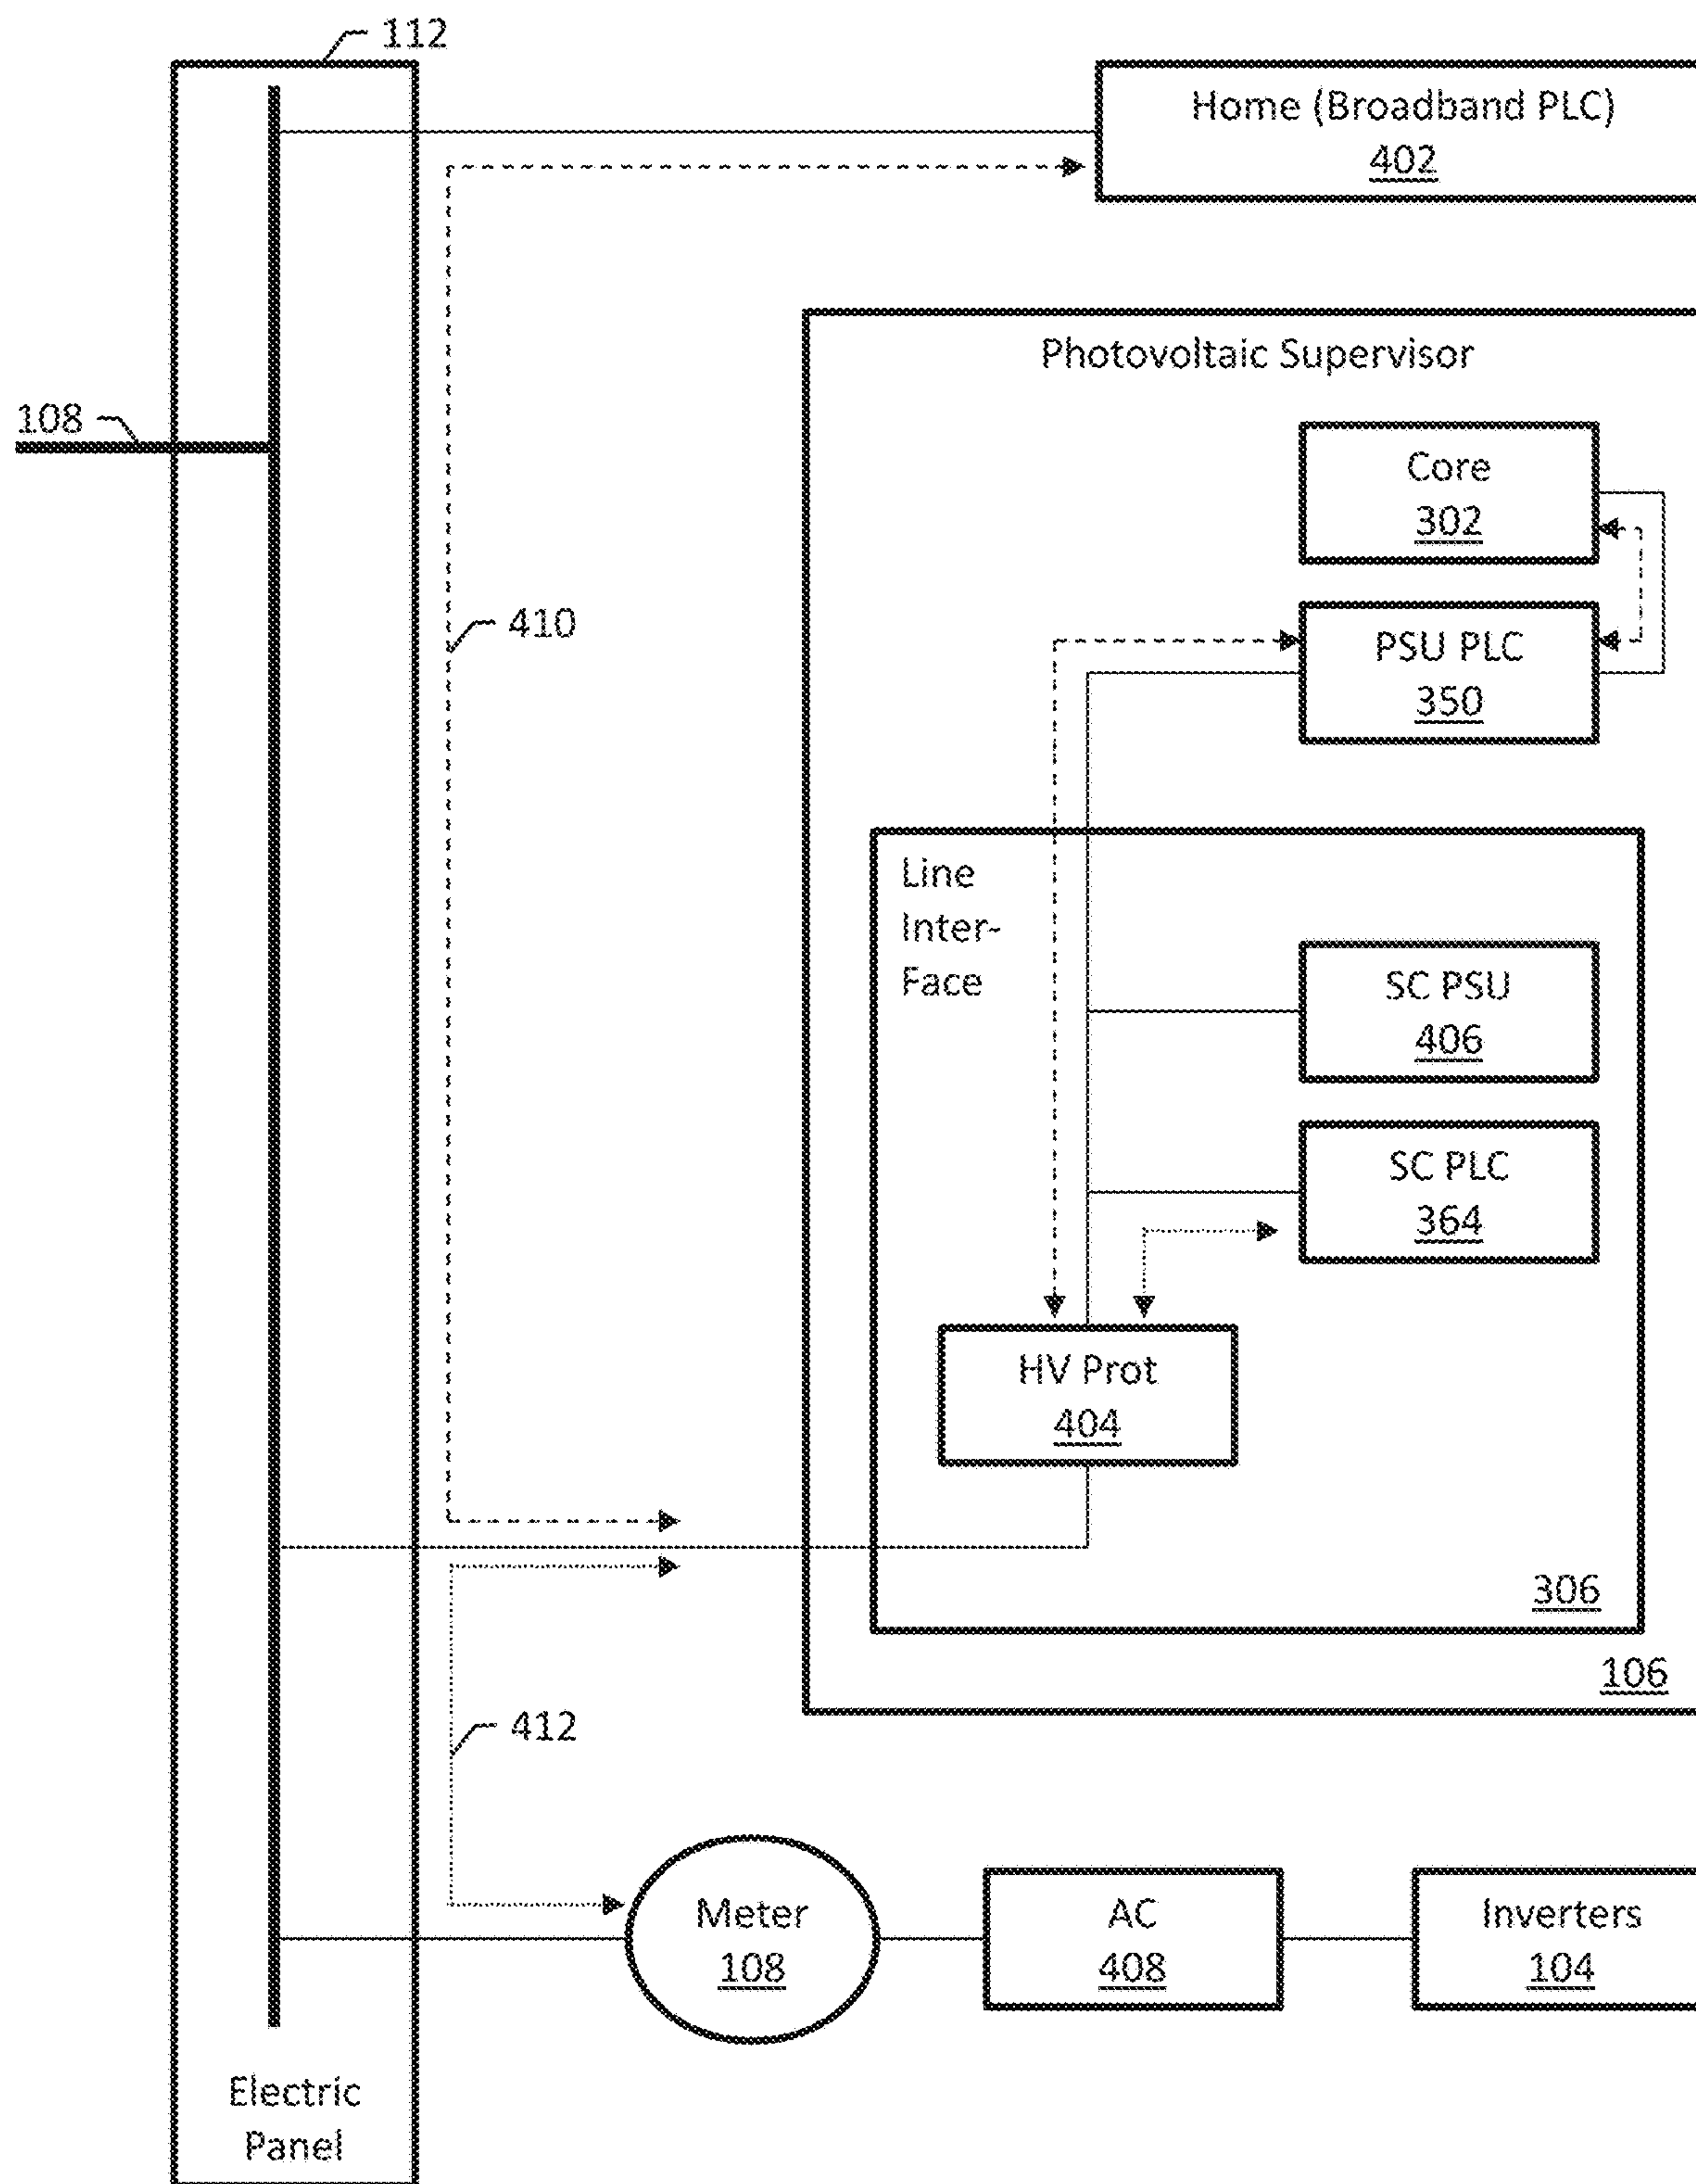 112
Home (Broadband PLC)
402
Photovoltaic Supervisor
108
Core
302
410
PSU PLC
350
Line
Inter-
Face
SC PSU
406
SC PLC
364
HV Prot
404
306
106
412
Meter
108
AC
408
Inverters
104
Electric
Panel